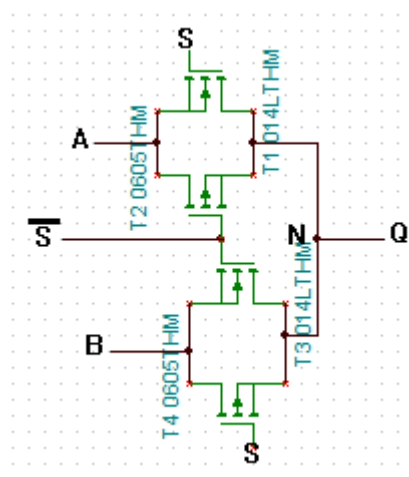 S
A
T2 0605THM
T1 014LTHM
S̅
N
Q
B
T4 0605THM
T3 014LTHM
S